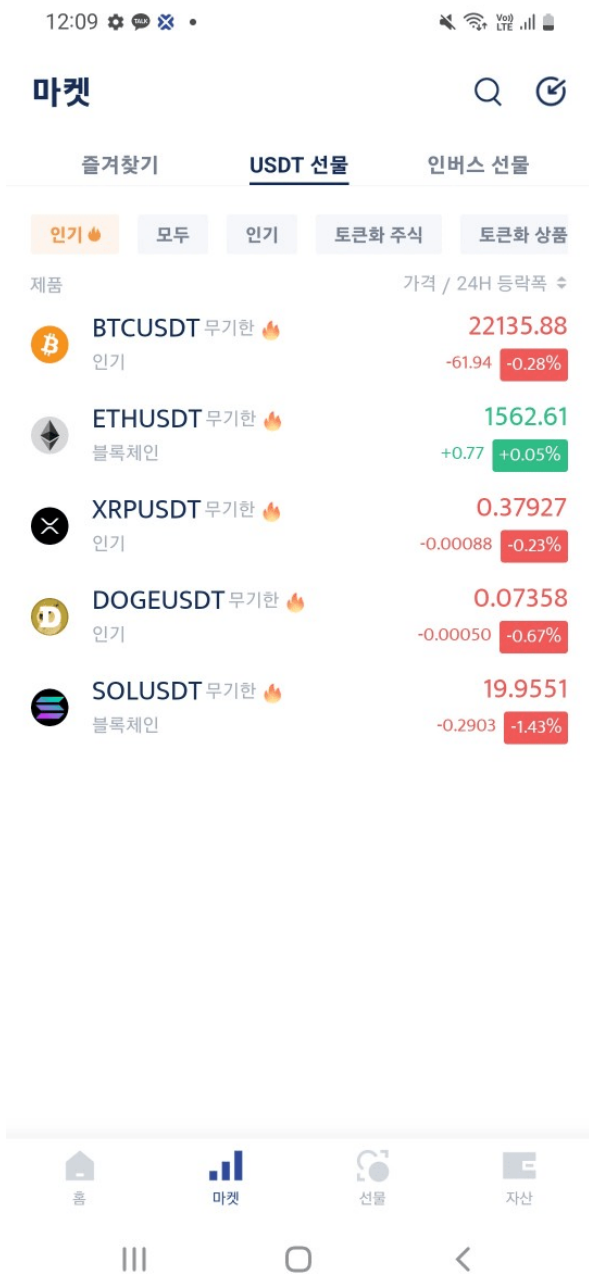 12:09
마켓
즐겨찾기 USDT 선물 인버스 선물
인기 모두 인기 토큰화 주식 토큰화 상품
제품 가격 / 24H 등락폭
BTCUSDT 무기한 22135.88
인기 -61.94 -0.28%
ETHUSDT 무기한 1562.61
블록체인 +0.77 +0.05%
XRPUSDT 무기한 0.37927
인기 -0.00088 -0.23%
DOGEUSDT 무기한 0.07358
인기 -0.00050 -0.67%
SOLUSDT 무기한 19.9551
블록체인 -0.2903 -1.43%
홈 마켓 선물 자산